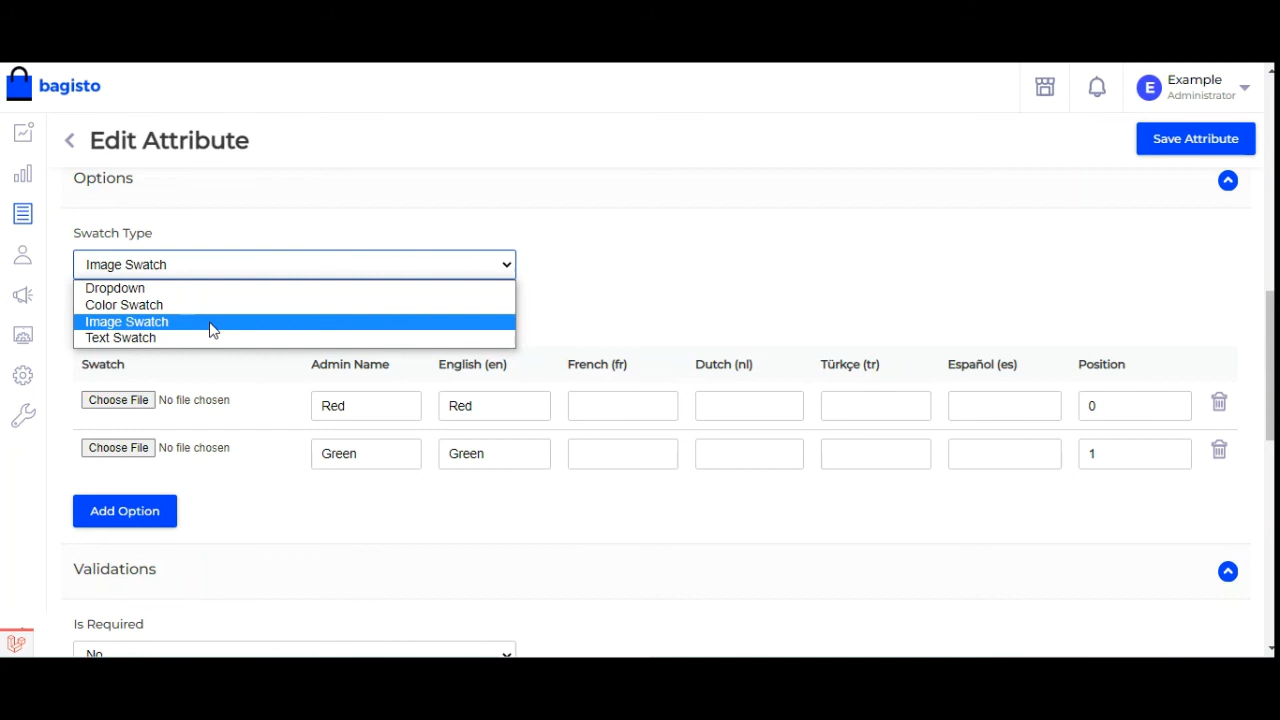 bagisto
E
Example
Administrator
Edit Attribute
Save Attribute
Options
Swatch Type
Image Swatch
Dropdown
Color Swatch
Image Swatch
Text Swatch
Swatch Admin Name English (en) French (fr) Dutch (nl) Türkçe (tr) Español (es) Position
Choose File No file chosen Red Red 0
Choose File No file chosen Green Green 1
Add Option
Validations
Is Required
No